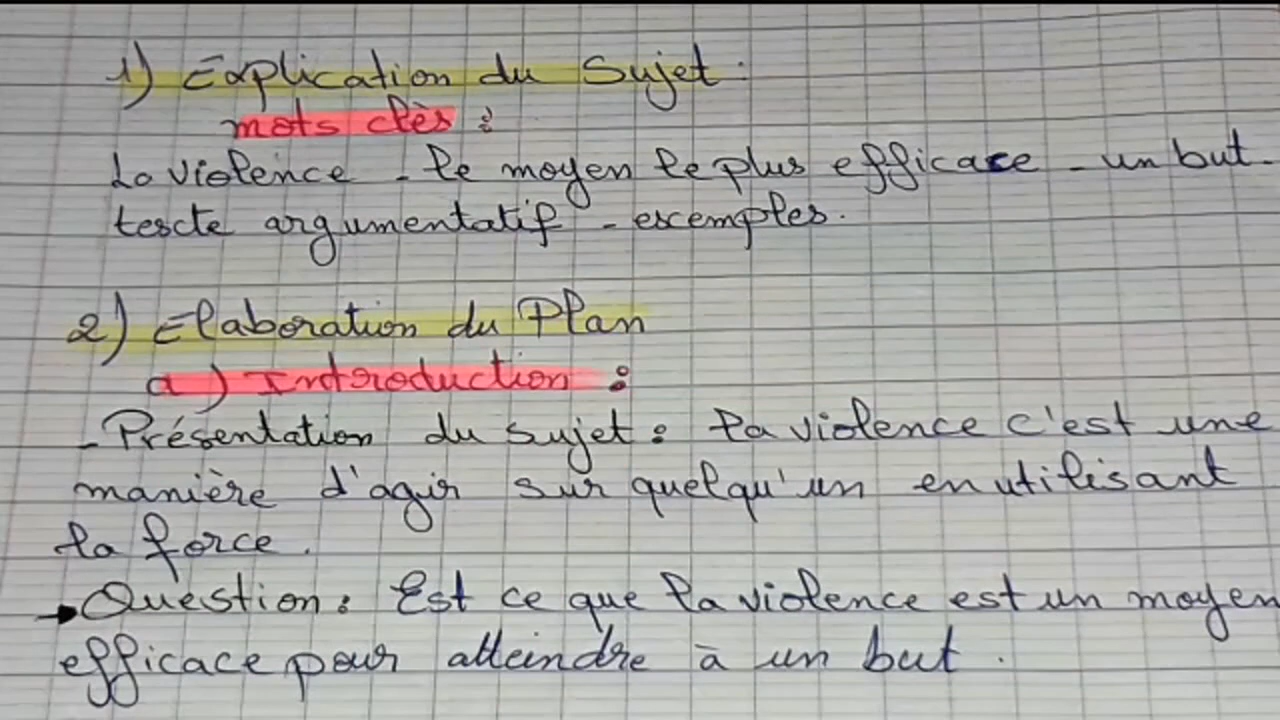 1) Explication du Sujet.
mots clès :
La violence - le moyen le plus efficace - un but -
texte argumentatif - exemples.
2) Elaboration du Plan
a) Introduction :
- Présentation du sujet : la violence c'est une
manière d'agir sur quelqu'un en utilisant
la force.
→ Question : Est ce que la violence est un moyen
efficace pour atteindre à un but.